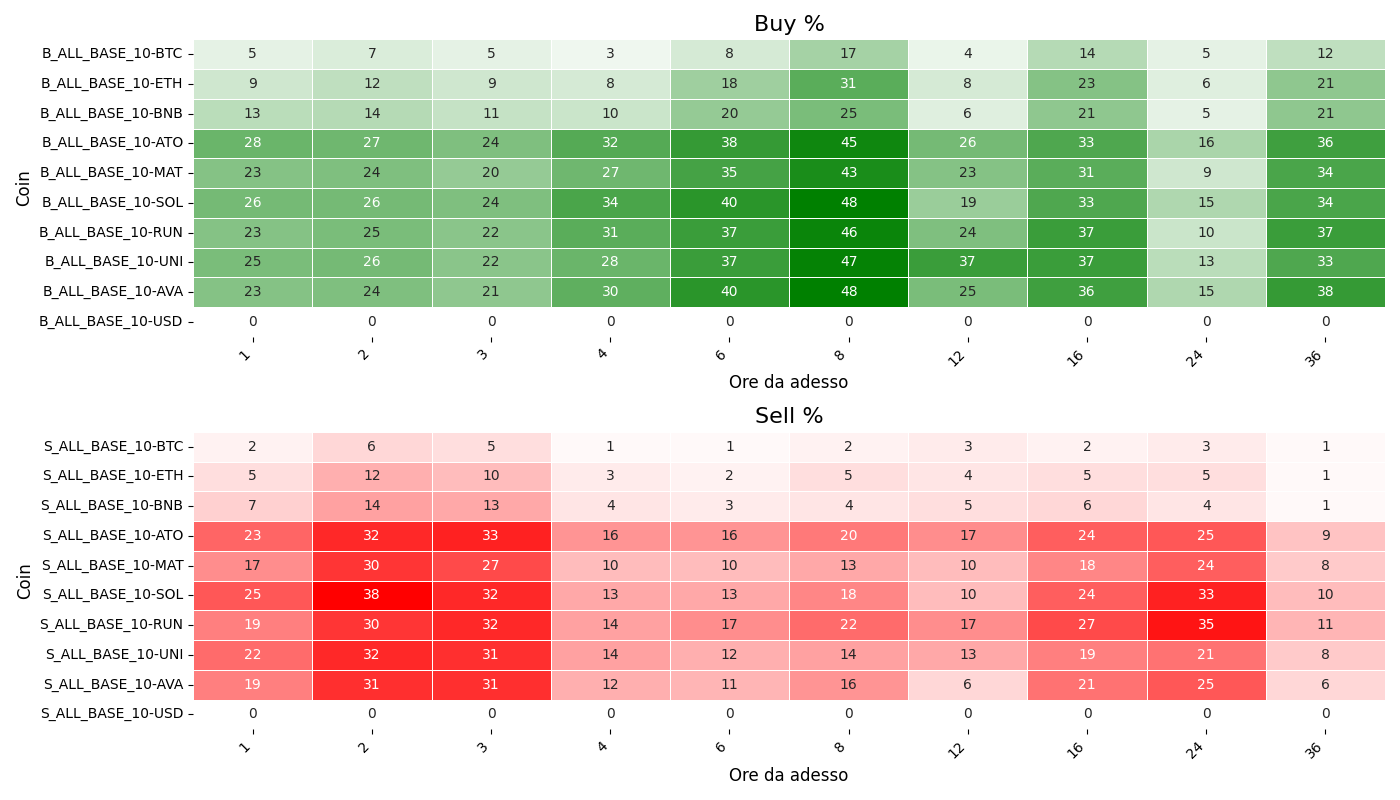 Buy %
Coin
B_ALL_BASE_10-BTC 5 7 5 3 8 17 4 14 5 12
B_ALL_BASE_10-ETH 9 12 9 8 18 31 8 23 6 21
B_ALL_BASE_10-BNB 13 14 11 10 20 25 6 21 5 21
B_ALL_BASE_10-ATO 28 27 24 32 38 45 26 33 16 36
B_ALL_BASE_10-MAT 23 24 20 27 35 43 23 31 9 34
B_ALL_BASE_10-SOL 26 26 24 34 40 48 19 33 15 34
B_ALL_BASE_10-RUN 23 25 22 31 37 46 24 37 10 37
B_ALL_BASE_10-UNI 25 26 22 28 37 47 37 37 13 33
B_ALL_BASE_10-AVA 23 24 21 30 40 48 25 36 15 38
B_ALL_BASE_10-USD 0 0 0 0 0 0 0 0 0 0
1 2 3 4 6 8 12 16 24 36
Ore da adesso
Sell %
Coin
S_ALL_BASE_10-BTC 2 6 5 1 1 2 3 2 3 1
S_ALL_BASE_10-ETH 5 12 10 3 2 5 4 5 5 1
S_ALL_BASE_10-BNB 7 14 13 4 3 4 5 6 4 1
S_ALL_BASE_10-ATO 23 32 33 16 16 20 17 24 25 9
S_ALL_BASE_10-MAT 17 30 27 10 10 13 10 18 24 8
S_ALL_BASE_10-SOL 25 38 32 13 13 18 10 24 33 10
S_ALL_BASE_10-RUN 19 30 32 14 17 22 17 27 35 11
S_ALL_BASE_10-UNI 22 32 31 14 12 14 13 19 21 8
S_ALL_BASE_10-AVA 19 31 31 12 11 16 6 21 25 6
S_ALL_BASE_10-USD 0 0 0 0 0 0 0 0 0 0
1 2 3 4 6 8 12 16 24 36
Ore da adesso